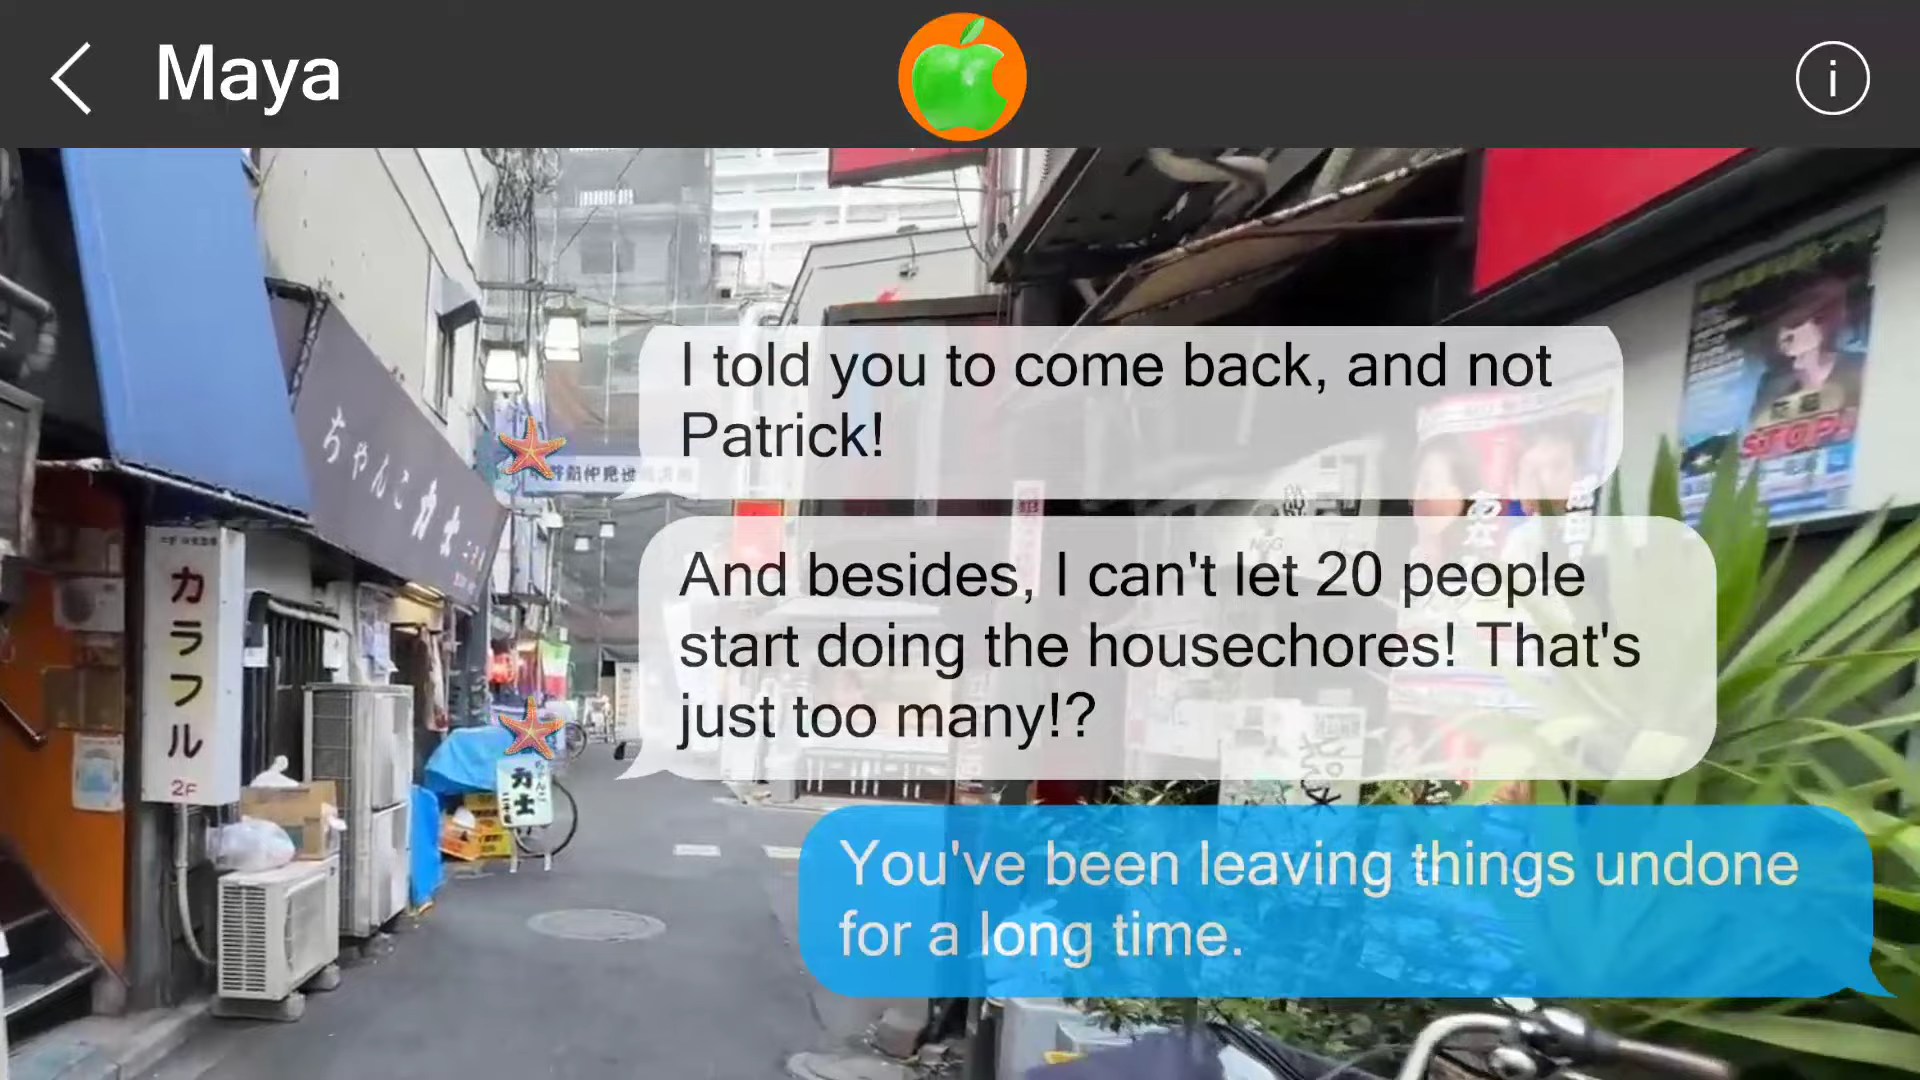 Maya
i
I told you to come back, and not
Patrick!
And besides, I can't let 20 people
start doing the housechores! That's
just too many!?
You've been leaving things undone
for a long time.
ちゃんこ 力士
カラフル
2F
力士
STOP!